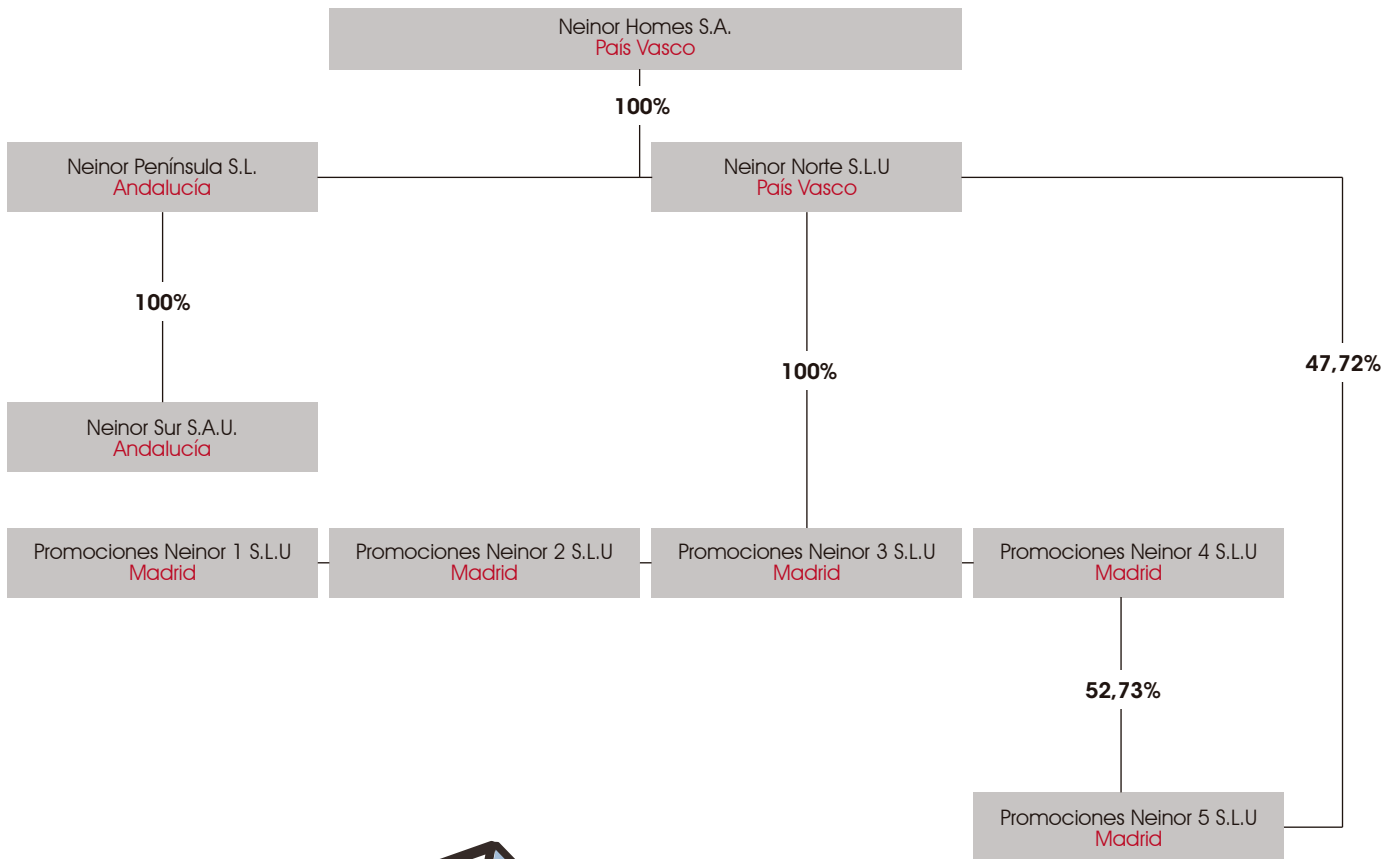 Neinor Homes S.A.
País Vasco
100%
Neinor Península S.L.
Andalucía
Neinor Norte S.L.U
País Vasco
100%
100%
47,72%
Neinor Sur S.A.U.
Andalucía
Promociones Neinor 1 S.L.U
Madrid
Promociones Neinor 2 S.L.U
Madrid
Promociones Neinor 3 S.L.U
Madrid
Promociones Neinor 4 S.L.U
Madrid
52,73%
Promociones Neinor 5 S.L.U
Madrid